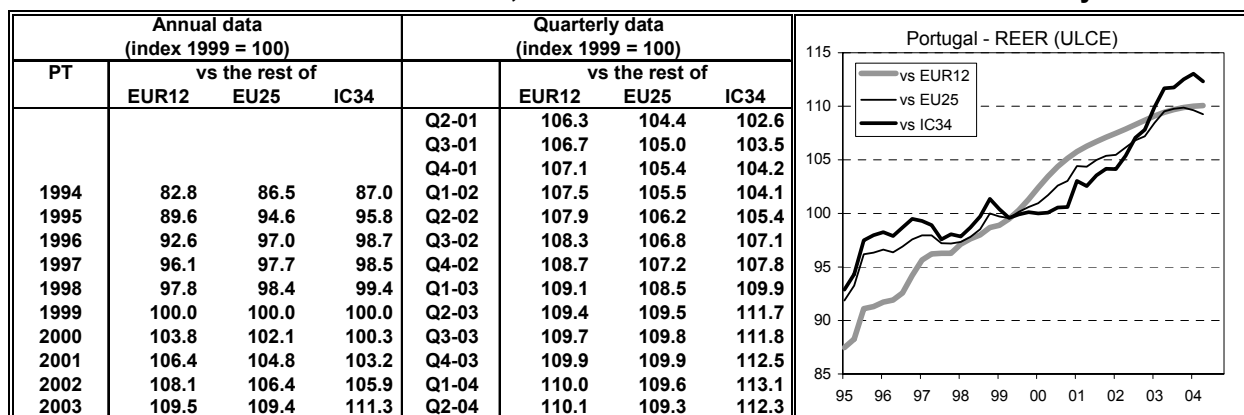 Annual data Quarterly data
(index 1999 = 100) (index 1999 = 100)
PT vs the rest of vs the rest of
EUR12 EU25 IC34 EUR12 EU25 IC34
Q2-01 106.3 104.4 102.6
Q3-01 106.7 105.0 103.5
Q4-01 107.1 105.4 104.2
1994 82.8 86.5 87.0 Q1-02 107.5 105.5 104.1
1995 89.6 94.6 95.8 Q2-02 107.9 106.2 105.4
1996 92.6 97.0 98.7 Q3-02 108.3 106.8 107.1
1997 96.1 97.7 98.5 Q4-02 108.7 107.2 107.8
1998 97.8 98.4 99.4 Q1-03 109.1 108.5 109.9
1999 100.0 100.0 100.0 Q2-03 109.4 109.5 111.7
2000 103.8 102.1 100.3 Q3-03 109.7 109.8 111.8
2001 106.4 104.8 103.2 Q4-03 109.9 109.9 112.5
2002 108.1 106.4 105.9 Q1-04 110.0 109.6 113.1
2003 109.5 109.4 111.3 Q2-04 110.1 109.3 112.3
Portugal - REER (ULCE)
vs EUR12
vs EU25
vs IC34
115
110
105
100
95
90
85
95 96 97 98 99 00 01 02 03 04